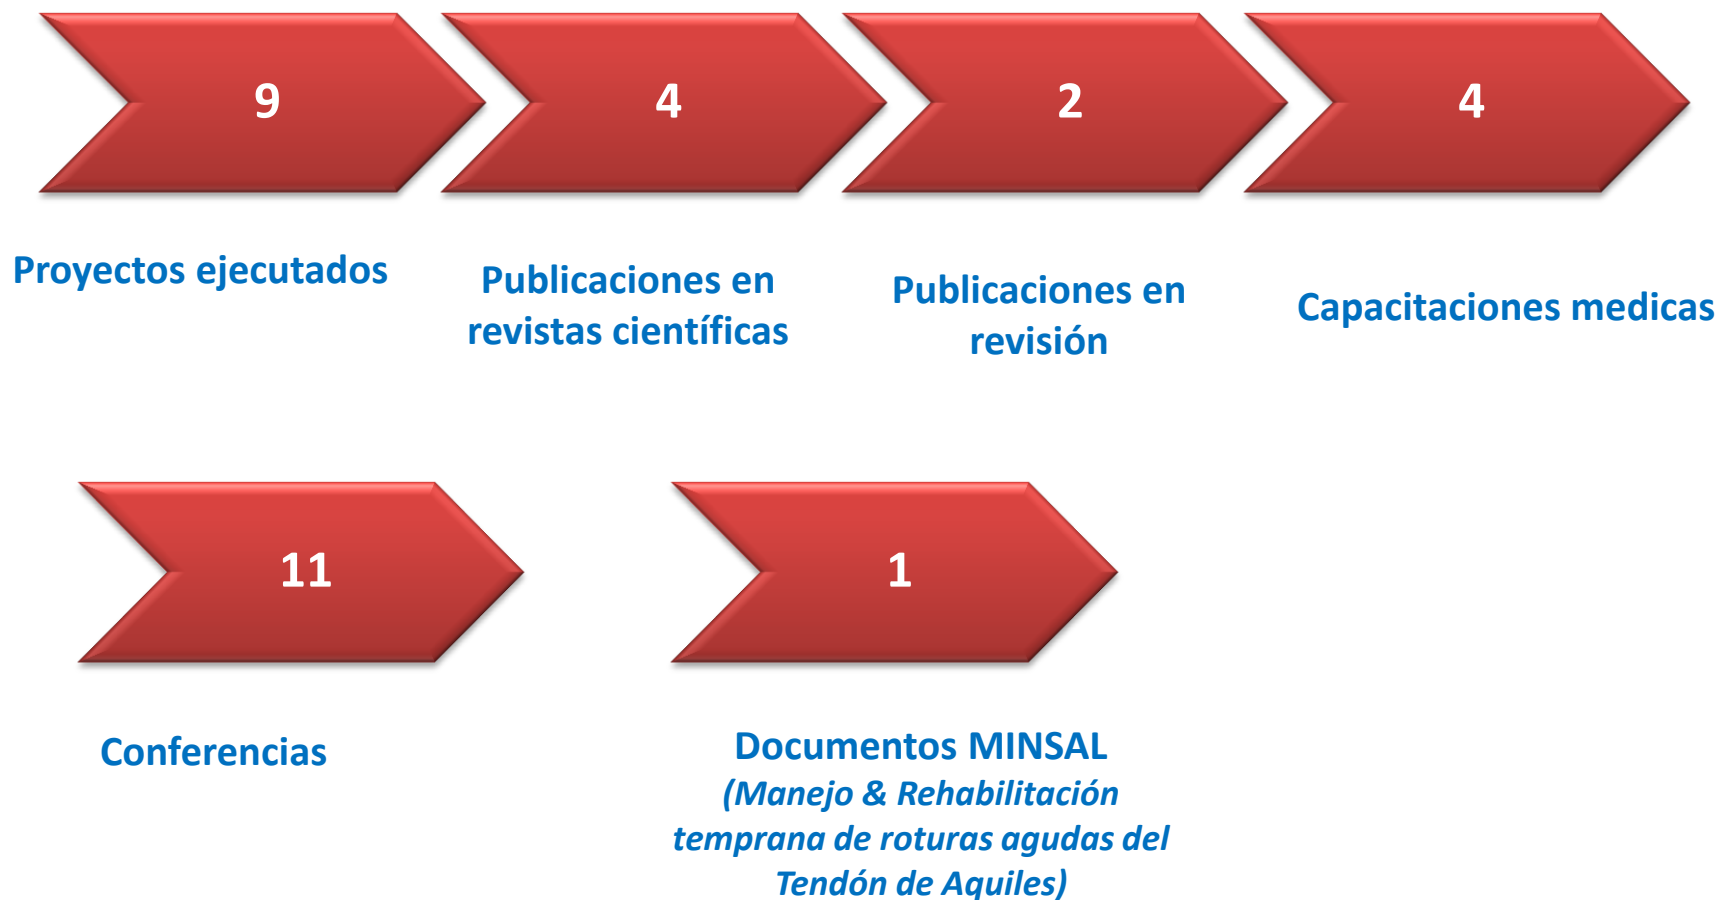 9
4
2
4
Proyectos ejecutados
Publicaciones en
revistas científicas
Publicaciones en
revisión
Capacitaciones medicas
11
1
Conferencias
Documentos MINSAL
(Manejo & Rehabilitación
temprana de roturas agudas del
Tendón de Aquiles)